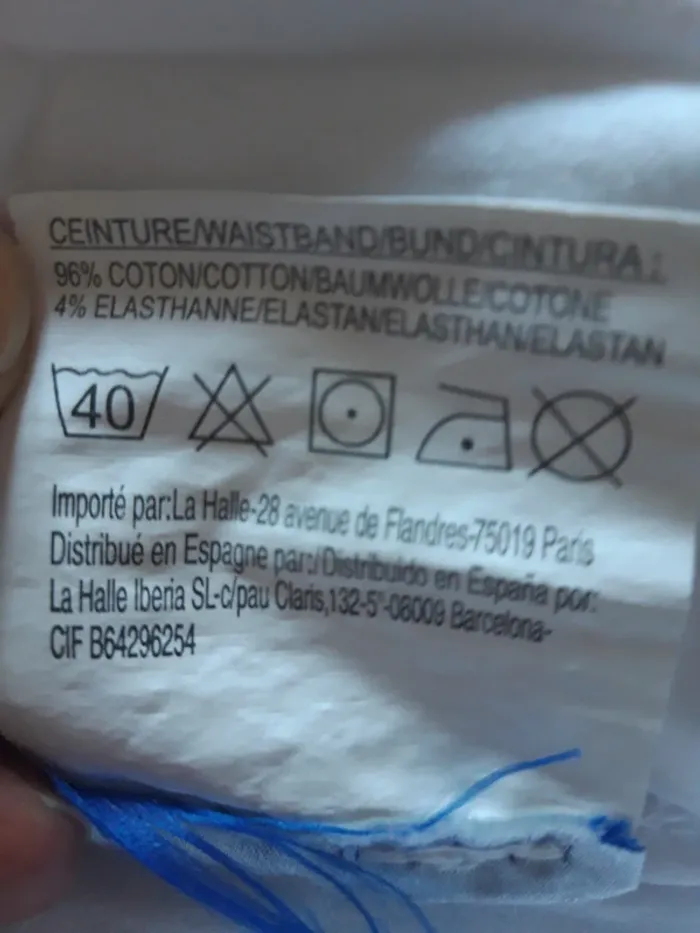 CEINTURE/WAISTBAND/BUND/CINTURA :
96% COTON/COTTON/BAUMWOLLE/COTONE
4% ELASTHANNE/ELASTAN/ELASTHAN/ELASTAN
40
Importé par:La Halle-28 avenue de Flandres-75019 Paris
Distribué en Espagne par:/Distribuido en España por:
La Halle Iberia SL-c/pau Claris,132-5°-08009 Barcelona-
CIF B64296254